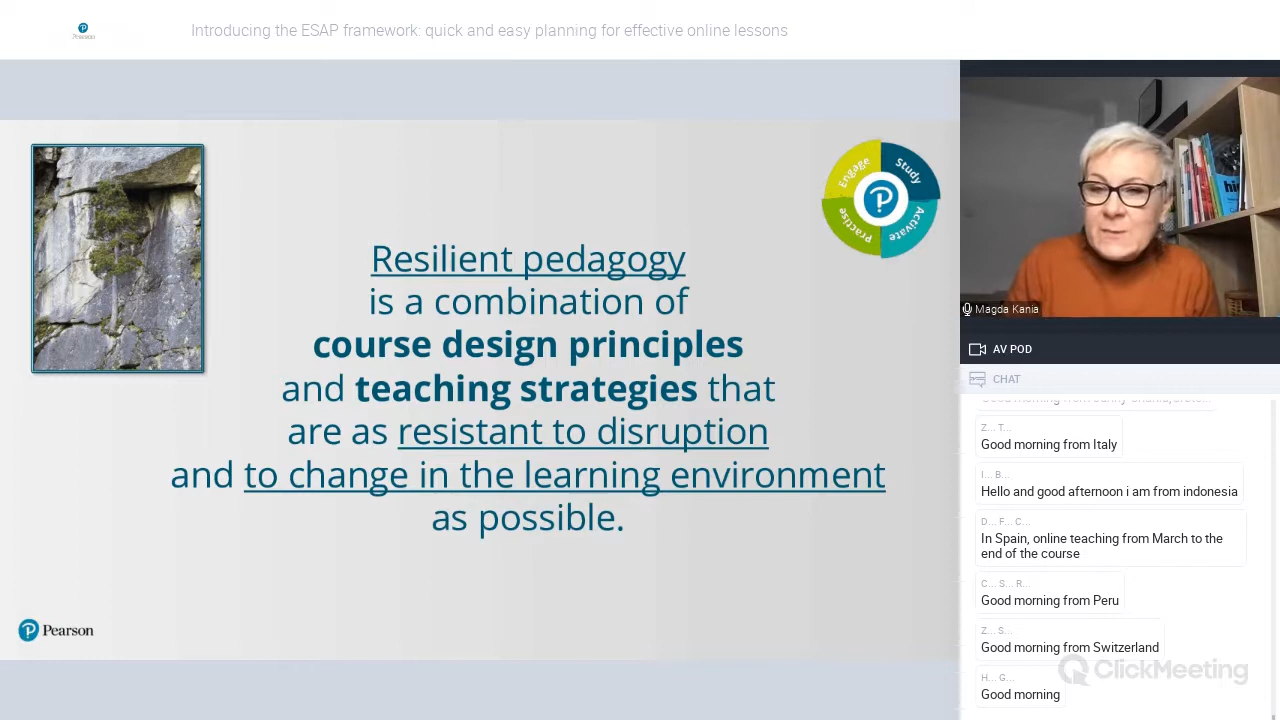 Pearson
Introducing the ESAP framework: quick and easy planning for effective online lessons
Engage
Study
Activate
Practise
Resilient pedagogy
is a combination of
course design principles
and teaching strategies that
are as resistant to disruption
and to change in the learning environment
as possible.
Pearson
Magda Kania
AV POD
CHAT
Z... T...
Good morning from Italy
I... B...
Hello and good afternoon i am from indonesia
D... F... C...
In Spain, online teaching from March to the
end of the course
C... S... R...
Good morning from Peru
Z... S...
Good morning from Switzerland
H... G...
Good morning
ClickMeeting